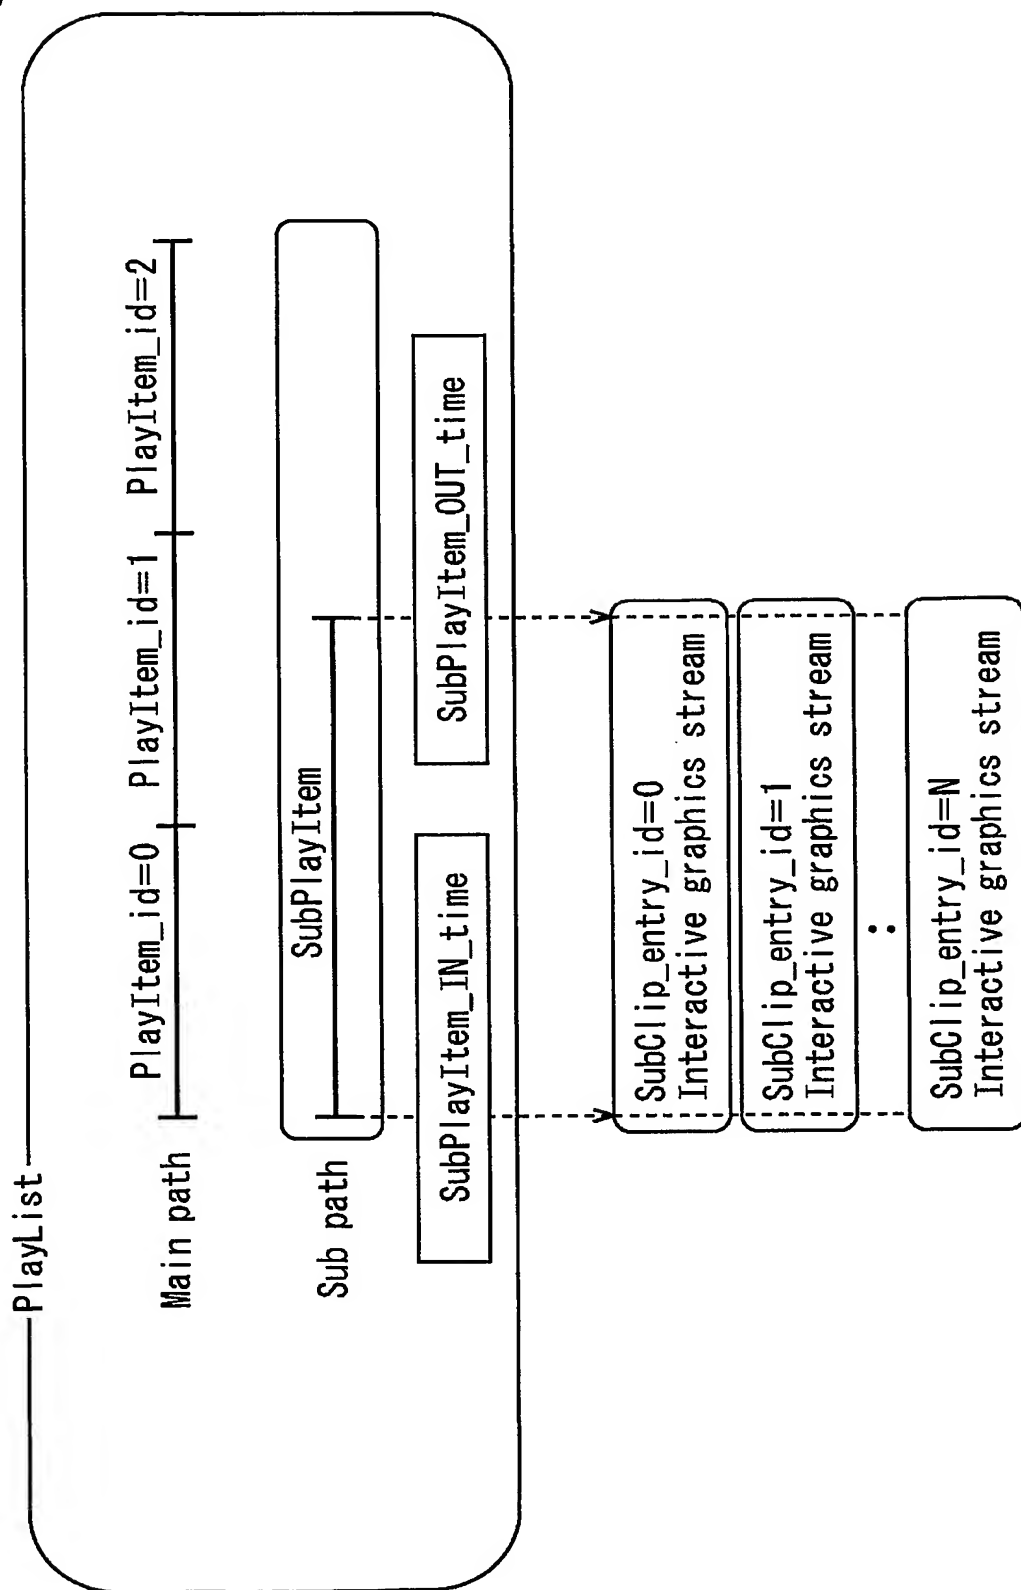 PlayList
Main path
PlayItem_id=0 PlayItem_id=1 PlayItem_id=2
Sub path
SubPlayItem
SubPlayItem_IN_time
SubPlayItem_OUT_time
SubClip_entry_id=0
Interactive graphics stream
SubClip_entry_id=1
Interactive graphics stream
:
SubClip_entry_id=N
Interactive graphics stream